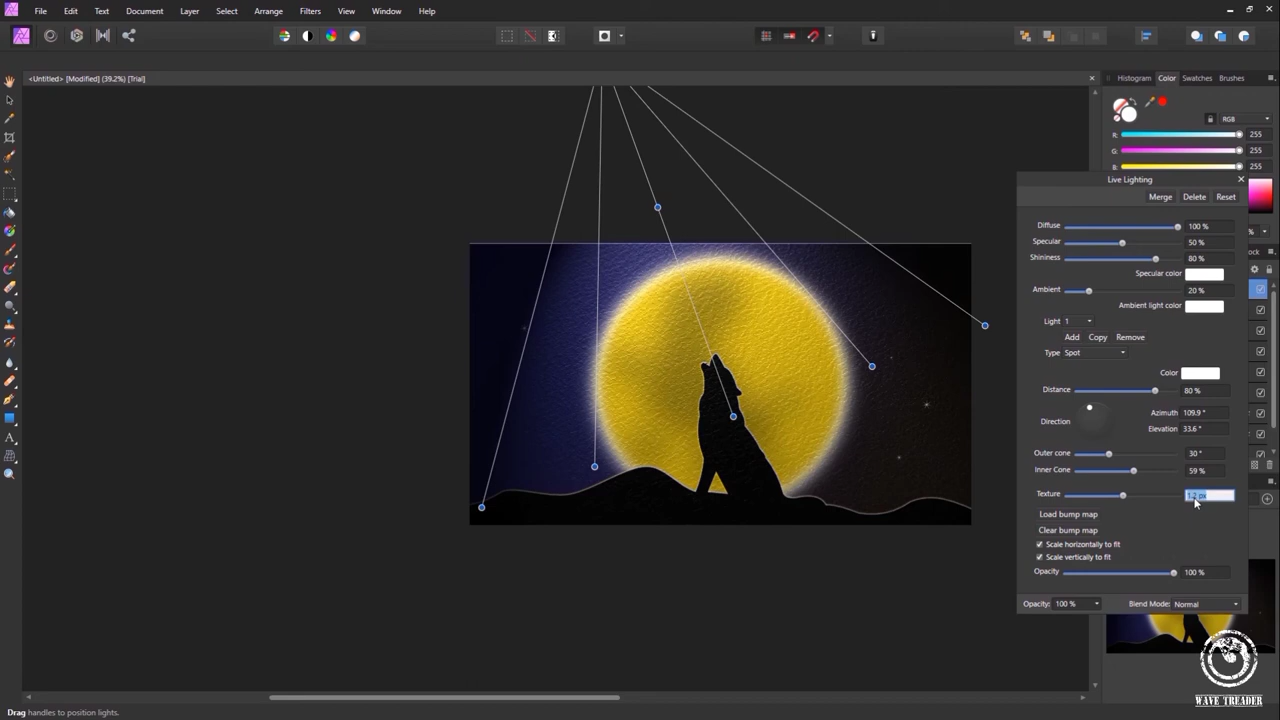 File Edit Text Document Layer Select Arrange Filters View Window Help
<Untitled> [Modified] (39.2%) [Trial]
Histogram Color Swatches Brushes
RGB
R: 255
G: 255
B:
Live Lighting
Merge Delete Reset
Diffuse 100 %
Specular 50 %
Shininess 80 %
Specular color
Ambient 20 %
Ambient light color
Light 1
Add Copy Remove
Type Spot
Color
Distance 80 %
Direction
Azimuth 109.9 °
Elevation 33.6 °
Outer cone 30 °
Inner Cone 59 %
Texture 1.2 px
Load bump map
Clear bump map
Scale horizontally to fit
Scale vertically to fit
Opacity 100 %
Opacity: 100 % Blend Mode: Normal
WAVE TREADER
Drag handles to position lights.